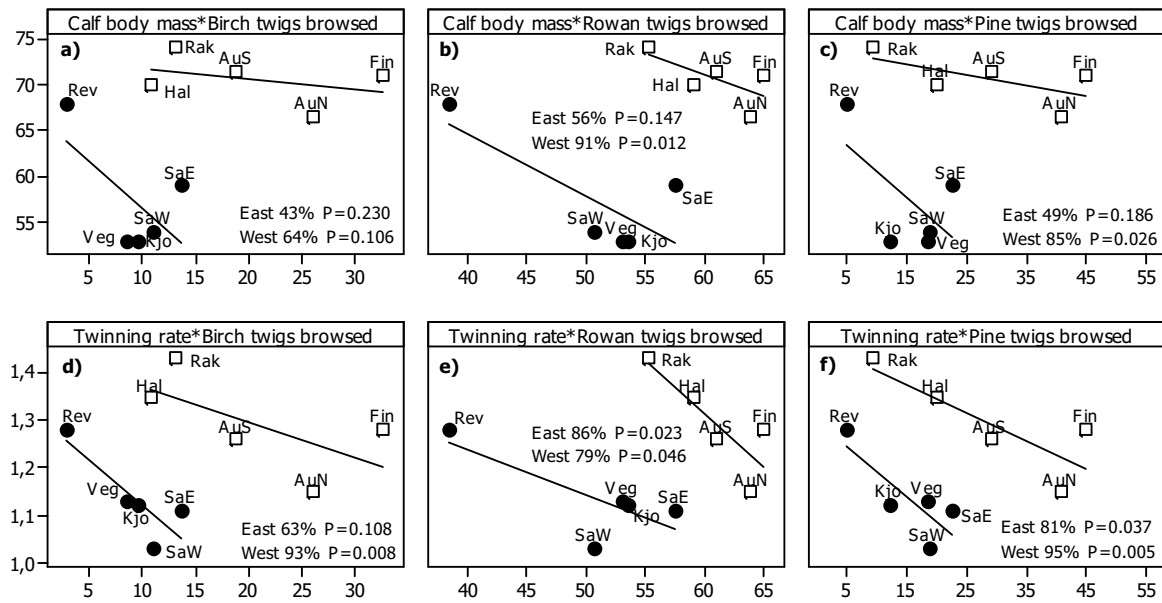 Calf body mass*Birch twigs browsed
Calf body mass*Rowan twigs browsed
Calf body mass*Pine twigs browsed
75
70
65
60
55
a)
Rak
AuS
Fin
Hal
AuN
Rev
SaE
SaW
Veg
Kjo
East 43% P=0.230
West 64% P=0.106
5 10 15 20 25 30
b)
Rak
AuS
Fin
Hal
AuN
Rev
East 56% P=0.147
West 91% P=0.012
SaE
SaW
Veg
Kjo
40 45 50 55 60 65
c)
Rak
AuS
Fin
Hal
AuN
Rev
SaE
SaW
Kjo
Veg
East 49% P=0.186
West 85% P=0.026
5 15 25 35 45 55
Twinning rate*Birch twigs browsed
Twinning rate*Rowan twigs browsed
Twinning rate*Pine twigs browsed
1,4
1,3
1,2
1,1
1,0
d)
Rak
Hal
Rev
AuS
Fin
AuN
Veg
SaE
Kjo
SaW
East 63% P=0.108
West 93% P=0.008
5 10 15 20 25 30
e)
Rak
Hal
Rev
AuS
Fin
East 86% P=0.023
West 79% P=0.046
AuN
Veg
SaE
Kjo
SaW
40 45 50 55 60 65
f)
Rak
Hal
Rev
AuS
Fin
AuN
Kjo
Veg
SaE
SaW
East 81% P=0.037
West 95% P=0.005
5 15 25 35 45 55